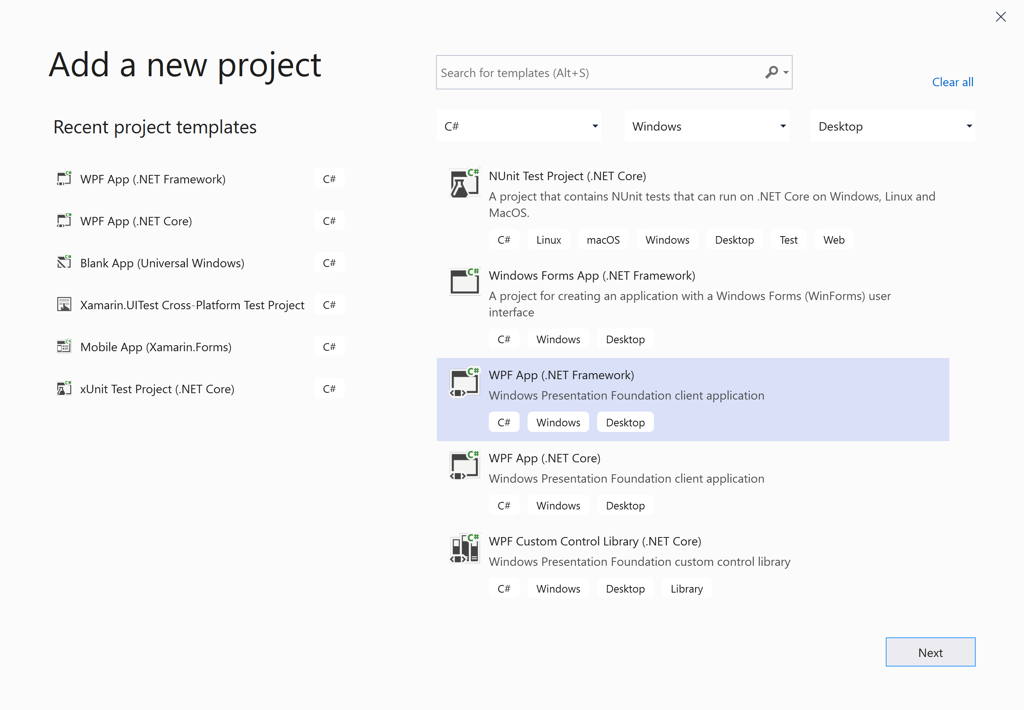 Add a new project
Search for templates (Alt+S)
Clear all
Recent project templates
C#
Windows
Desktop
WPF App (.NET Framework) C#
WPF App (.NET Core) C#
Blank App (Universal Windows) C#
Xamarin.UITest Cross-Platform Test Project C#
Mobile App (Xamarin.Forms) C#
xUnit Test Project (.NET Core) C#
C# NUnit Test Project (.NET Core)
A project that contains NUnit tests that can run on .NET Core on Windows, Linux and
MacOS.
C# Linux macOS Windows Desktop Test Web
C# Windows Forms App (.NET Framework)
A project for creating an application with a Windows Forms (WinForms) user
interface
C# Windows Desktop
C# WPF App (.NET Framework)
Windows Presentation Foundation client application
C# Windows Desktop
C# WPF App (.NET Core)
Windows Presentation Foundation client application
C# Windows Desktop
C# WPF Custom Control Library (.NET Core)
Windows Presentation Foundation custom control library
C# Windows Desktop Library
Next